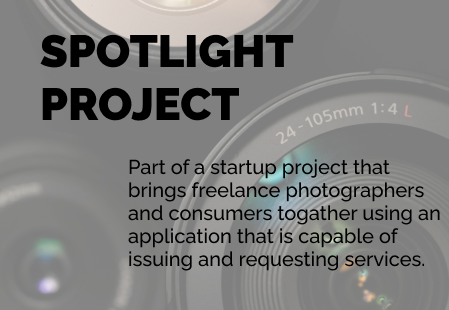 SPOTLIGHT
PROJECT
24-105mm 1:4 L
Part of a startup project that
brings freelance photographers
and consumers togather using an
application that is capable of
issuing and requesting services.